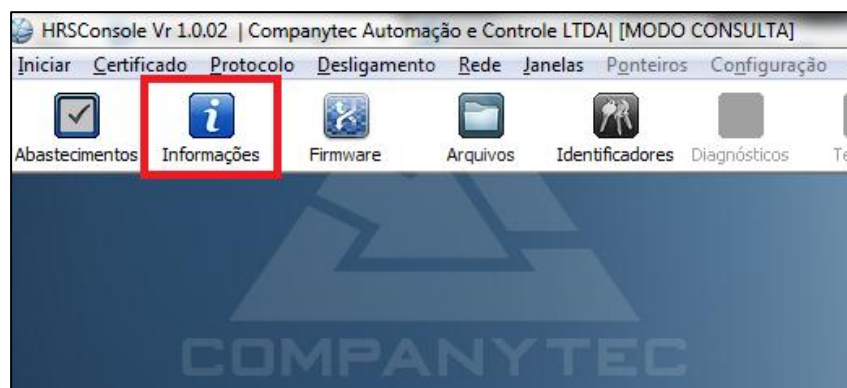 HRSConsole Vr 1.0.02 | Companytec Automação e Controle LTDA| [MODO CONSULTA]
Iniciar Certificado Protocolo Desligamento Rede Janelas Ponteiros Configuração
Abastecimentos Informações Firmware Arquivos Identificadores Diagnósticos
COMPANYTEC